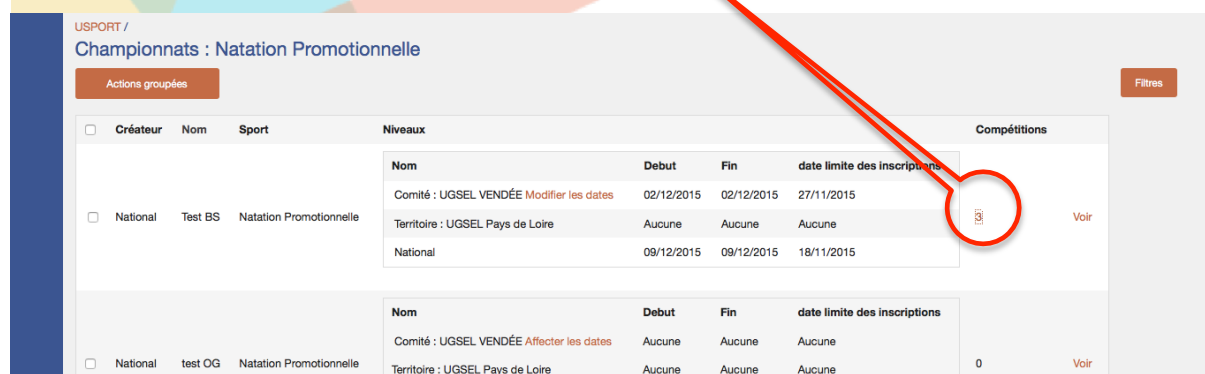 USPORT /
Championnats : Natation Promotionnelle
Actions groupées
Filtres
Créateur Nom Sport Niveaux Compétitions
Nom Debut Fin date limite des inscriptions
Comité : UGSEL VENDÉE Modifier les dates 02/12/2015 02/12/2015 27/11/2015
National Test BS Natation Promotionnelle Territoire : UGSEL Pays de Loire Aucune Aucune Aucune 3 Voir
National 09/12/2015 09/12/2015 18/11/2015
Nom Debut Fin date limite des inscriptions
Comité : UGSEL VENDÉE Affecter les dates Aucune Aucune Aucune
National test OG Natation Promotionnelle Territoire : UGSEL Pays de Loire Aucune Aucune Aucune 0 Voir